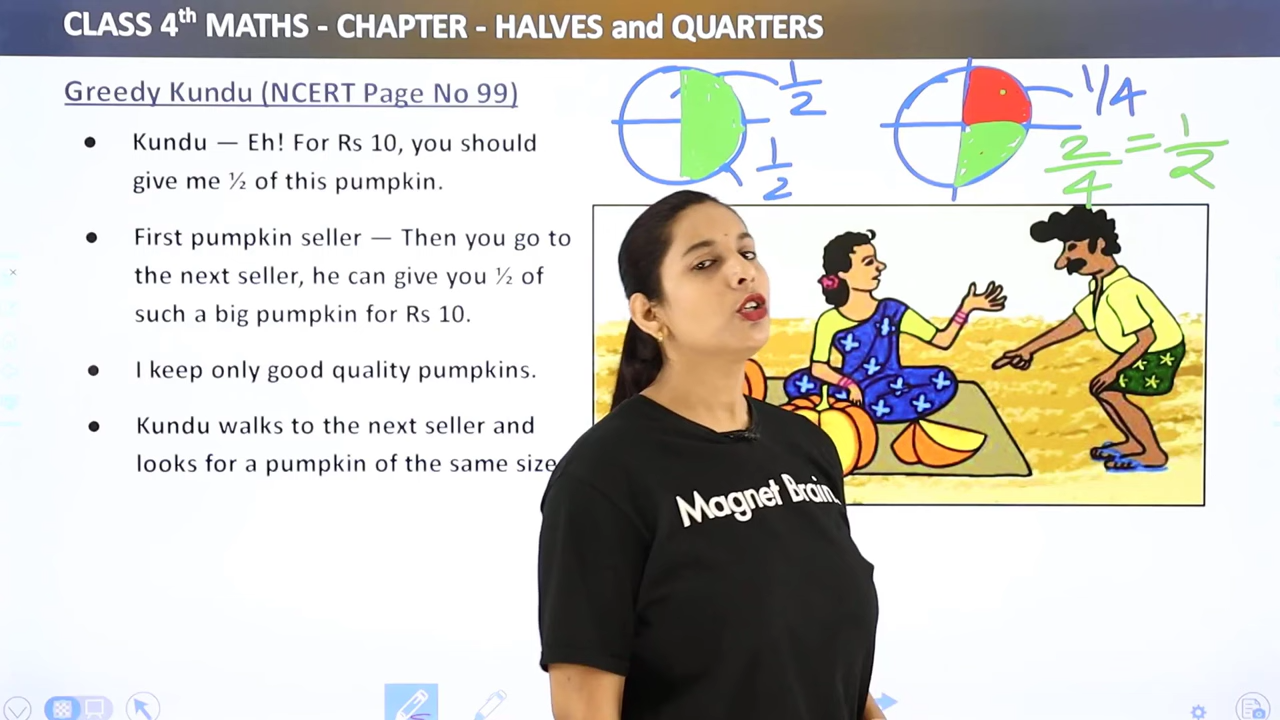 CLASS 4th MATHS - CHAPTER - HALVES and QUARTERS
Greedy Kundu (NCERT Page No 99)
• Kundu — Eh! For Rs 10, you should
give me ½ of this pumpkin.
• First pumpkin seller — Then you go to
the next seller, he can give you ½ of
such a big pumpkin for Rs 10.
• I keep only good quality pumpkins.
• Kundu walks to the next seller and
looks for a pumpkin of the same size
1/2
1/2
1/4
2/4 = 1/2
Magnet Brain